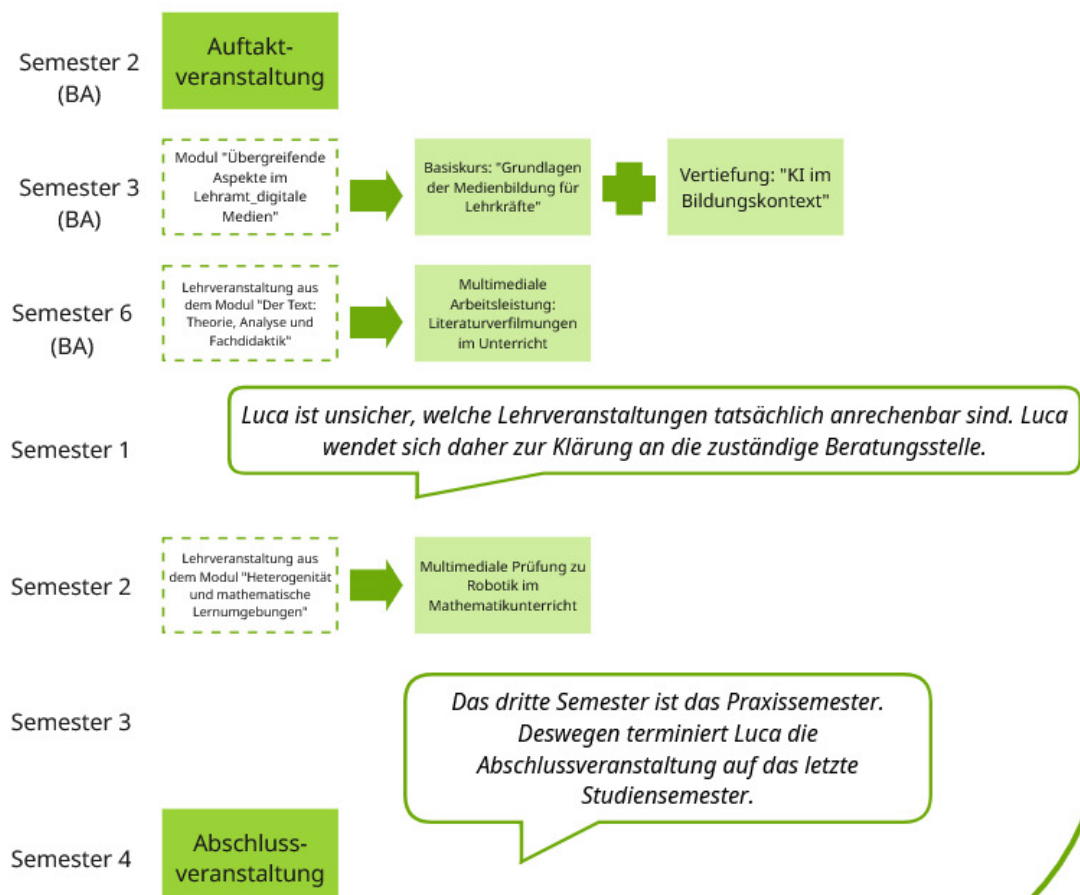 Semester 2
(BA)
Auftakt-
veranstaltung
Semester 3
(BA)
Modul "Übergreifende
Aspekte im
Lehramt_digitale
Medien"
Basiskurs: "Grundlagen
der Medienbildung für
Lehrkräfte"
Vertiefung: "KI im
Bildungskontext"
Semester 6
(BA)
Lehrveranstaltung aus
dem Modul "Der Text:
Theorie, Analyse und
Fachdidaktik"
Multimediale
Arbeitsleistung:
Literaturverfilmungen
im Unterricht
Semester 1
Luca ist unsicher, welche Lehrveranstaltungen tatsächlich anrechenbar sind. Luca
wendet sich daher zur Klärung an die zuständige Beratungsstelle.
Semester 2
Lehrveranstaltung aus
dem Modul "Heterogenität
und mathematische
Lernumgebungen"
Multimediale Prüfung zu
Robotik im
Mathematikunterricht
Semester 3
Das dritte Semester ist das Praxissemester.
Deswegen terminiert Luca die
Abschlussveranstaltung auf das letzte
Studiensemester.
Semester 4
Abschluss-
veranstaltung